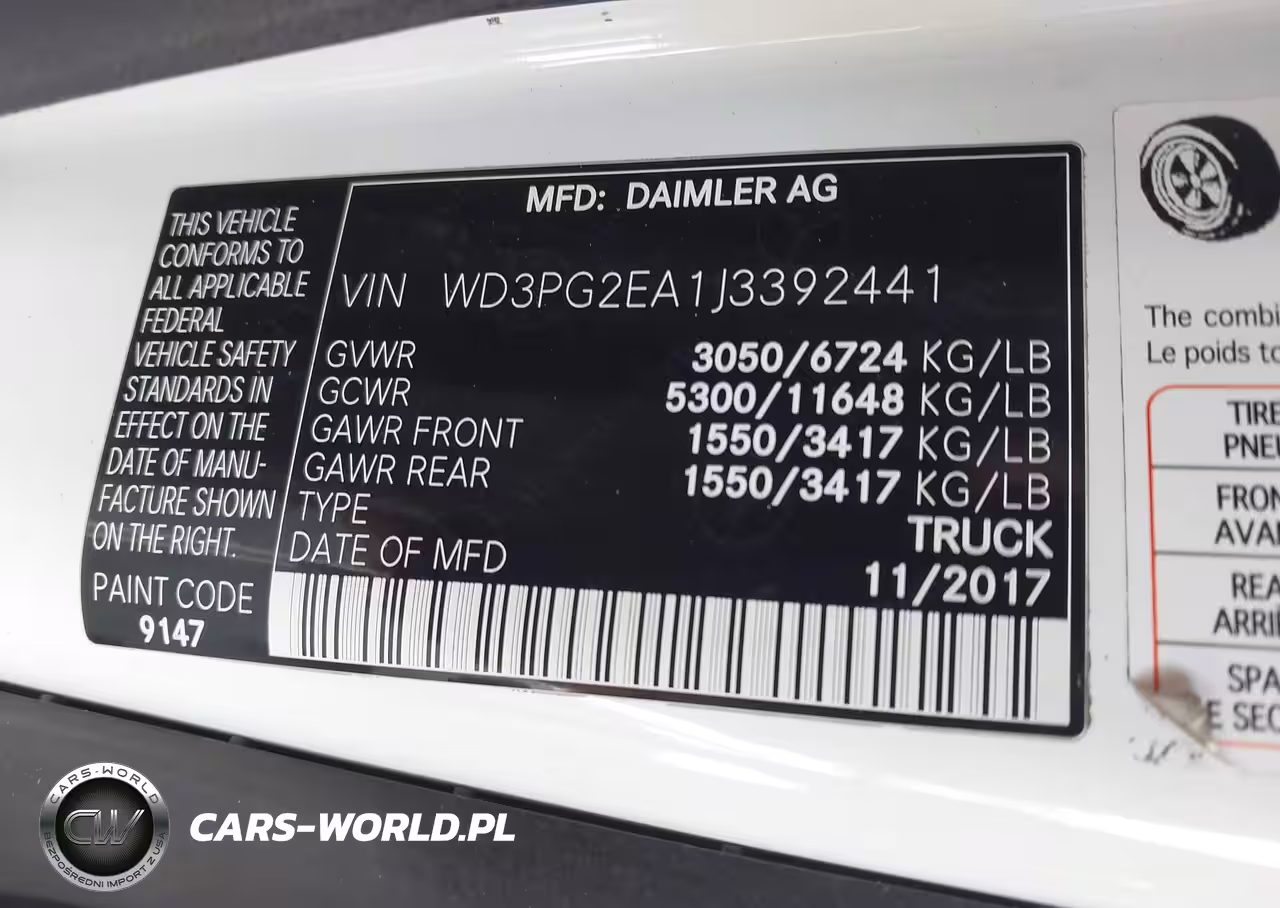 MFD: DAIMLER AG
THIS VEHICLE
CONFORMS TO
ALL APPLICABLE
FEDERAL
VEHICLE SAFETY
STANDARDS IN
EFFECT ON THE
DATE OF MANU-
FACTURE SHOWN
ON THE RIGHT.
PAINT CODE
9147
VIN WD3PG2EA1J3392441
GVWR 3050/6724 KG/LB
GCWR 5300/11648 KG/LB
GAWR FRONT 1550/3417 KG/LB
GAWR REAR 1550/3417 KG/LB
TYPE TRUCK
DATE OF MFD 11/2017
The combi
Le poids to
TIRE
PNEU
FRON
AVAN
REA
ARRI
SPA
E SEC
CARS-WORLD
CW
BEZPOŚREDNI IMPORT Z USA
CARS-WORLD.PL